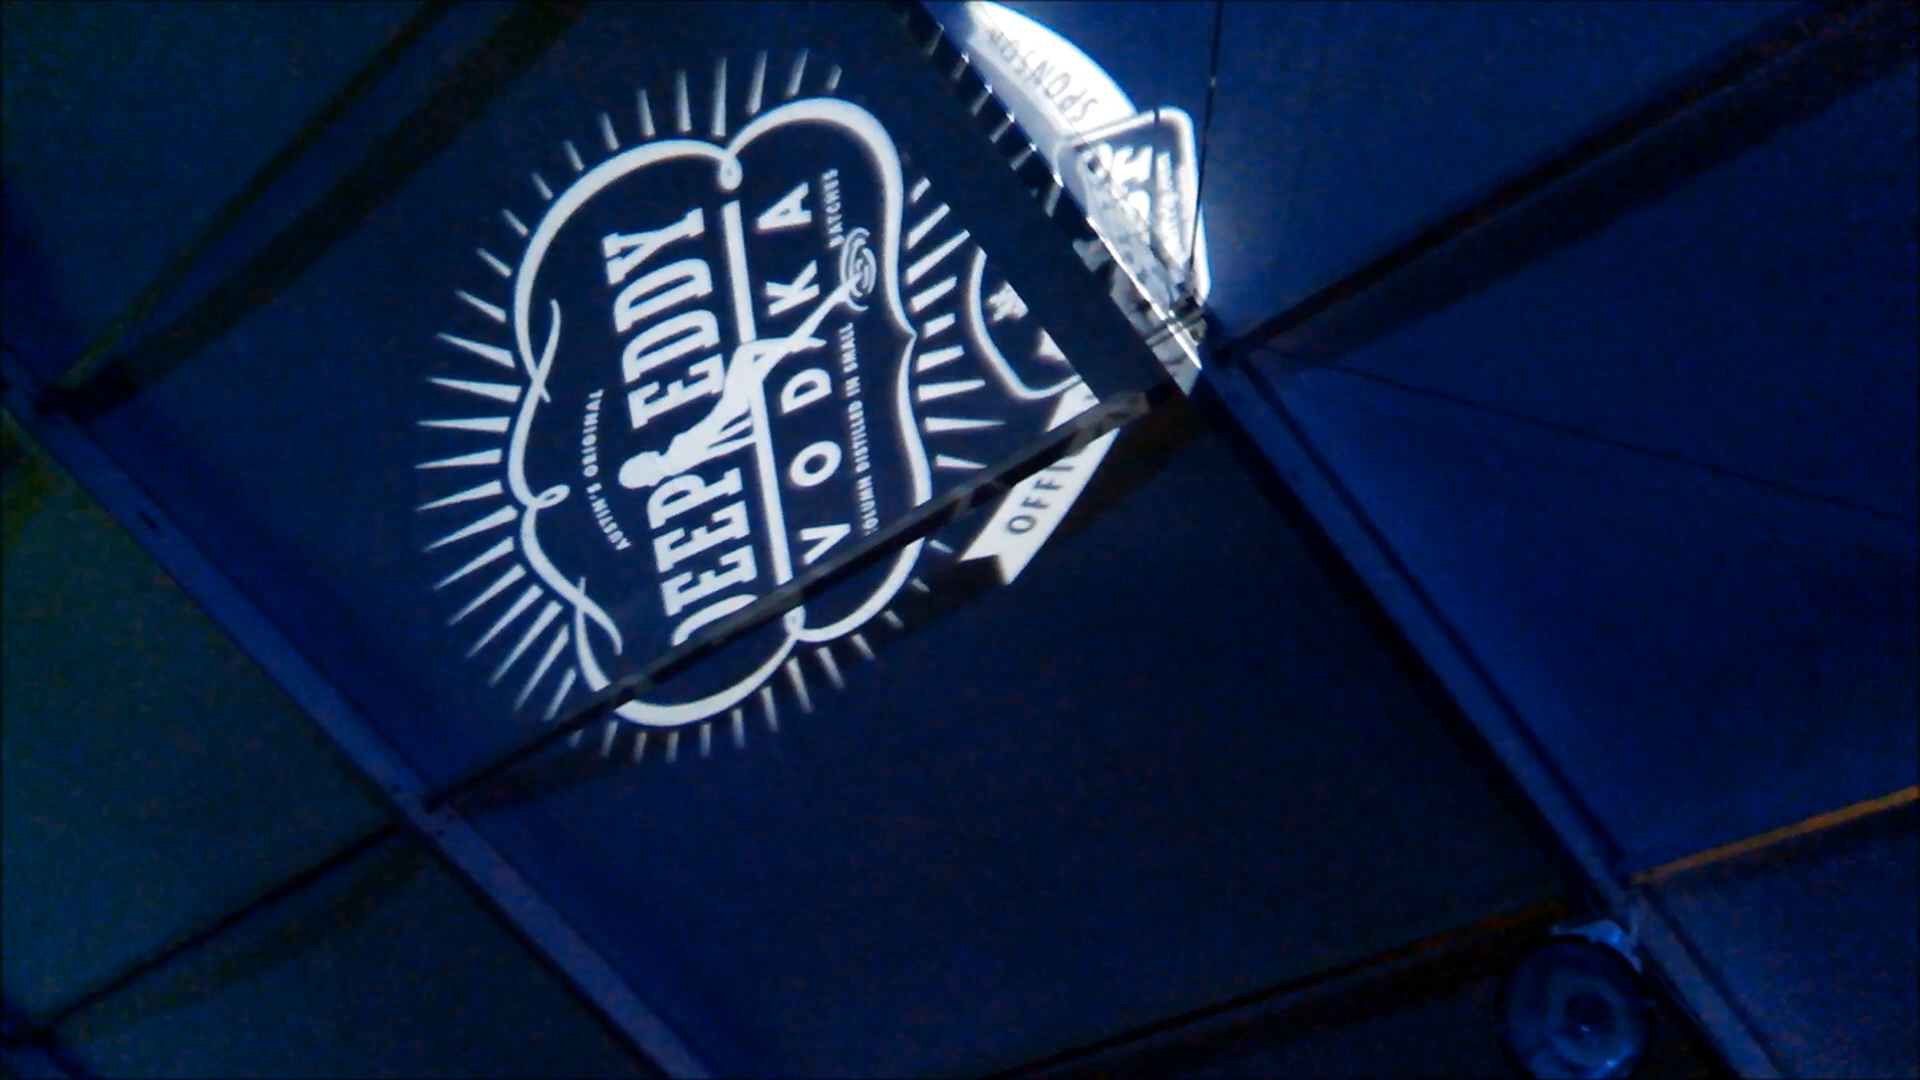 AUSTIN'S ORIGINAL
DEEP EDDY
VODKA
COLUMN DISTILLED IN SMALL BATCHES
OFFI
SPONSOR